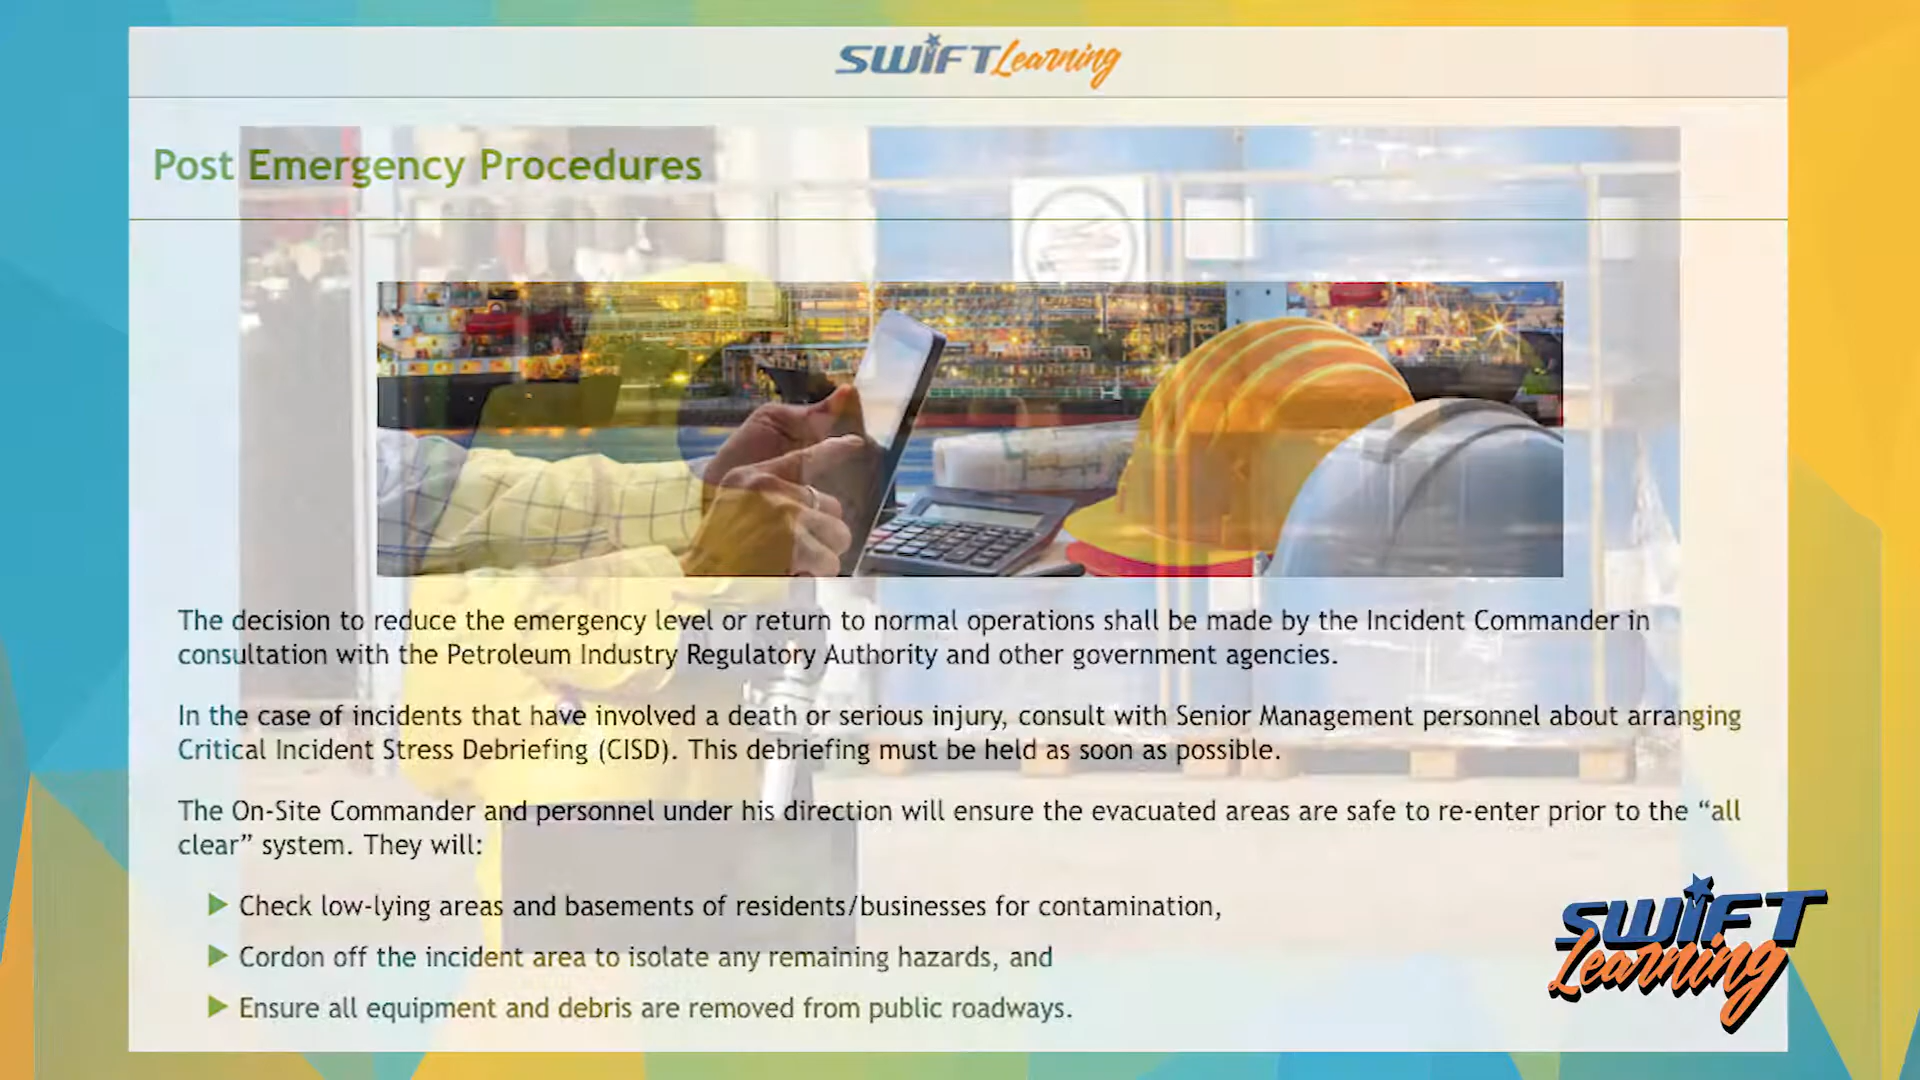 SWIFT Learning
Post Emergency Procedures
The decision to reduce the emergency level or return to normal operations shall be made by the Incident Commander in
consultation with the Petroleum Industry Regulatory Authority and other government agencies.
In the case of incidents that have involved a death or serious injury, consult with Senior Management personnel about arranging
Critical Incident Stress Debriefing (CISD). This debriefing must be held as soon as possible.
The On-Site Commander and personnel under his direction will ensure the evacuated areas are safe to re-enter prior to the “all
clear” system. They will:
Check low-lying areas and basements of residents/businesses for contamination,
Cordon off the incident area to isolate any remaining hazards, and
Ensure all equipment and debris are removed from public roadways.
SWIFT
Learning